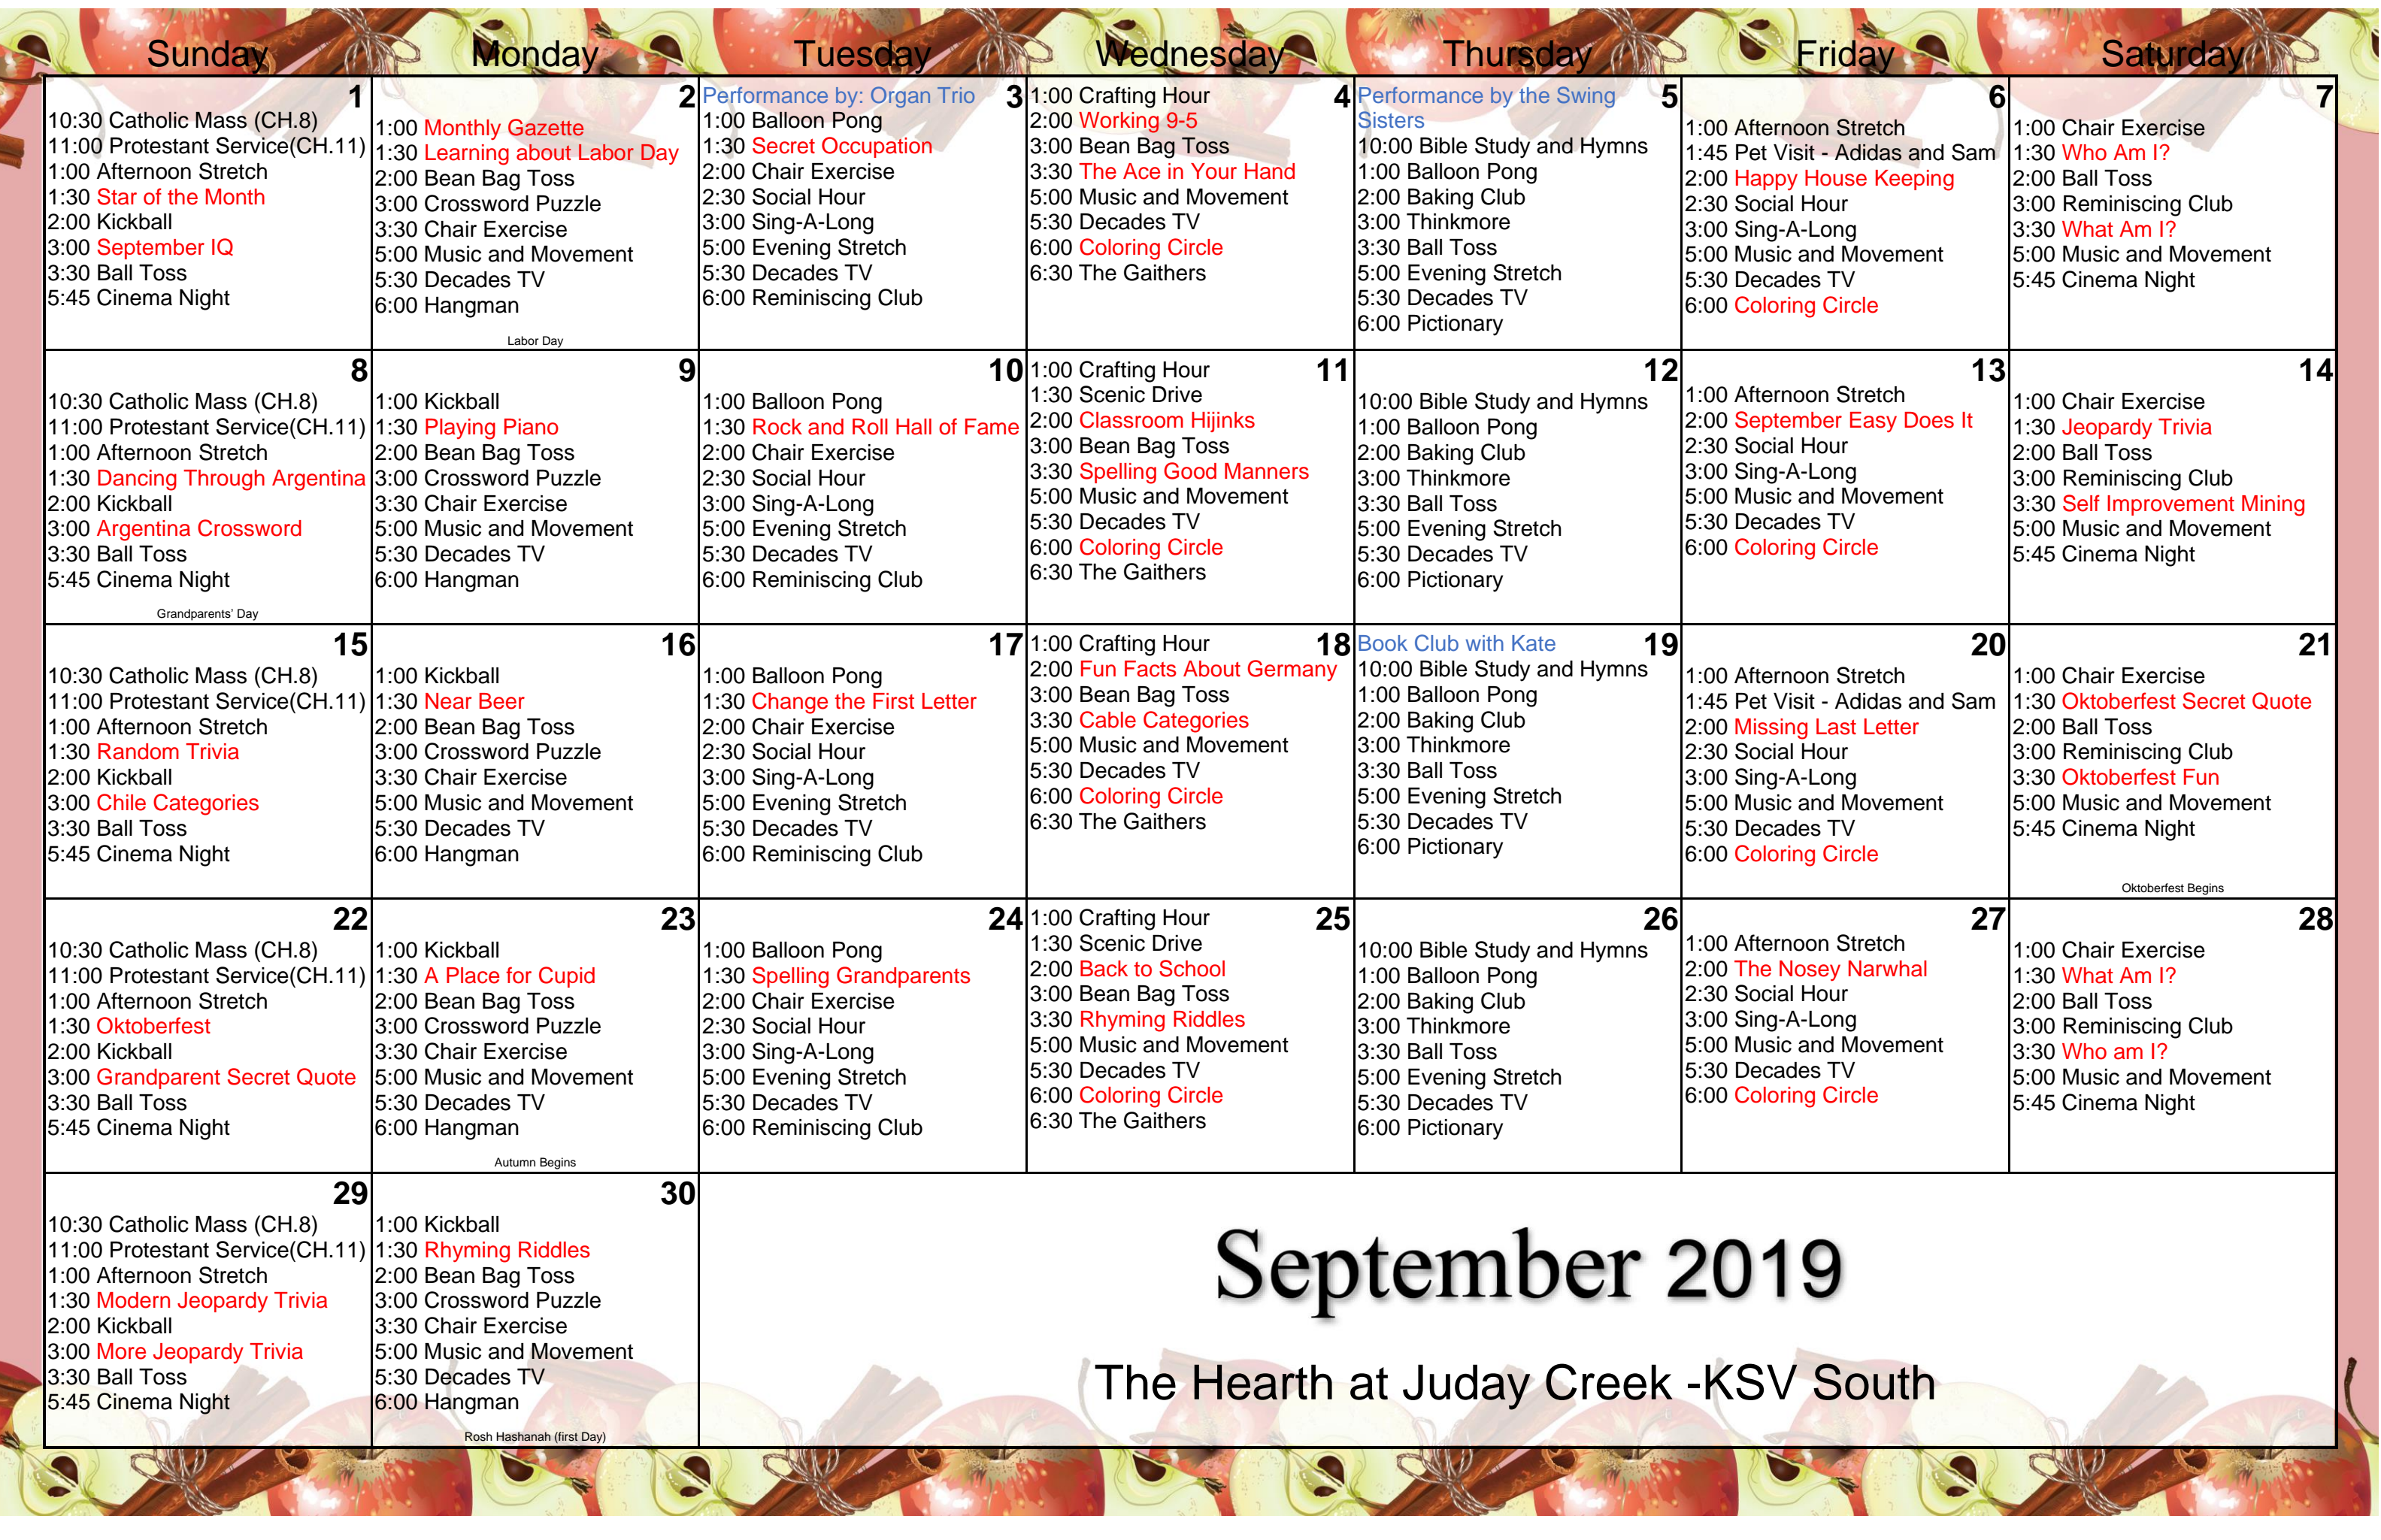 Sunday Monday Tuesday Wednesday Thursday Friday Saturday
1
10:30 Catholic Mass (CH.8)
11:00 Protestant Service(CH.11)
1:00 Afternoon Stretch
1:30 Star of the Month
2:00 Kickball
3:00 September IQ
3:30 Ball Toss
5:45 Cinema Night
2
1:00 Monthly Gazette
1:30 Learning about Labor Day
2:00 Bean Bag Toss
3:00 Crossword Puzzle
3:30 Chair Exercise
5:00 Music and Movement
5:30 Decades TV
6:00 Hangman
Labor Day
Performance by: Organ Trio 3
1:00 Balloon Pong
1:30 Secret Occupation
2:00 Chair Exercise
2:30 Social Hour
3:00 Sing-A-Long
5:00 Evening Stretch
5:30 Decades TV
6:00 Reminiscing Club
1:00 Crafting Hour 4
2:00 Working 9-5
3:00 Bean Bag Toss
3:30 The Ace in Your Hand
5:00 Music and Movement
5:30 Decades TV
6:00 Coloring Circle
6:30 The Gaithers
Performance by the Swing 5
Sisters
10:00 Bible Study and Hymns
1:00 Balloon Pong
2:00 Baking Club
3:00 Thinkmore
3:30 Ball Toss
5:00 Evening Stretch
5:30 Decades TV
6:00 Pictionary
6
1:00 Afternoon Stretch
1:45 Pet Visit - Adidas and Sam
2:00 Happy House Keeping
2:30 Social Hour
3:00 Sing-A-Long
5:00 Music and Movement
5:30 Decades TV
6:00 Coloring Circle
7
1:00 Chair Exercise
1:30 Who Am I?
2:00 Ball Toss
3:00 Reminiscing Club
3:30 What Am I?
5:00 Music and Movement
5:45 Cinema Night
8
10:30 Catholic Mass (CH.8)
11:00 Protestant Service(CH.11)
1:00 Afternoon Stretch
1:30 Dancing Through Argentina
2:00 Kickball
3:00 Argentina Crossword
3:30 Ball Toss
5:45 Cinema Night
Grandparents' Day
9
1:00 Kickball
1:30 Playing Piano
2:00 Bean Bag Toss
3:00 Crossword Puzzle
3:30 Chair Exercise
5:00 Music and Movement
5:30 Decades TV
6:00 Hangman
10
1:00 Balloon Pong
1:30 Rock and Roll Hall of Fame
2:00 Chair Exercise
2:30 Social Hour
3:00 Sing-A-Long
5:00 Evening Stretch
5:30 Decades TV
6:00 Reminiscing Club
1:00 Crafting Hour 11
1:30 Scenic Drive
2:00 Classroom Hijinks
3:00 Bean Bag Toss
3:30 Spelling Good Manners
5:00 Music and Movement
5:30 Decades TV
6:00 Coloring Circle
6:30 The Gaithers
12
10:00 Bible Study and Hymns
1:00 Balloon Pong
2:00 Baking Club
3:00 Thinkmore
3:30 Ball Toss
5:00 Evening Stretch
5:30 Decades TV
6:00 Pictionary
13
1:00 Afternoon Stretch
2:00 September Easy Does It
2:30 Social Hour
3:00 Sing-A-Long
5:00 Music and Movement
5:30 Decades TV
6:00 Coloring Circle
14
1:00 Chair Exercise
1:30 Jeopardy Trivia
2:00 Ball Toss
3:00 Reminiscing Club
3:30 Self Improvement Mining
5:00 Music and Movement
5:45 Cinema Night
15
10:30 Catholic Mass (CH.8)
11:00 Protestant Service(CH.11)
1:00 Afternoon Stretch
1:30 Random Trivia
2:00 Kickball
3:00 Chile Categories
3:30 Ball Toss
5:45 Cinema Night
16
1:00 Kickball
1:30 Near Beer
2:00 Bean Bag Toss
3:00 Crossword Puzzle
3:30 Chair Exercise
5:00 Music and Movement
5:30 Decades TV
6:00 Hangman
17
1:00 Balloon Pong
1:30 Change the First Letter
2:00 Chair Exercise
2:30 Social Hour
3:00 Sing-A-Long
5:00 Evening Stretch
5:30 Decades TV
6:00 Reminiscing Club
1:00 Crafting Hour 18
2:00 Fun Facts About Germany
3:00 Bean Bag Toss
3:30 Cable Categories
5:00 Music and Movement
5:30 Decades TV
6:00 Coloring Circle
6:30 The Gaithers
Book Club with Kate 19
10:00 Bible Study and Hymns
1:00 Balloon Pong
2:00 Baking Club
3:00 Thinkmore
3:30 Ball Toss
5:00 Evening Stretch
5:30 Decades TV
6:00 Pictionary
20
1:00 Afternoon Stretch
1:45 Pet Visit - Adidas and Sam
2:00 Missing Last Letter
2:30 Social Hour
3:00 Sing-A-Long
5:00 Music and Movement
5:30 Decades TV
6:00 Coloring Circle
21
1:00 Chair Exercise
1:30 Oktoberfest Secret Quote
2:00 Ball Toss
3:00 Reminiscing Club
3:30 Oktoberfest Fun
5:00 Music and Movement
5:45 Cinema Night
Oktoberfest Begins
22
10:30 Catholic Mass (CH.8)
11:00 Protestant Service(CH.11)
1:00 Afternoon Stretch
1:30 Oktoberfest
2:00 Kickball
3:00 Grandparent Secret Quote
3:30 Ball Toss
5:45 Cinema Night
23
1:00 Kickball
1:30 A Place for Cupid
2:00 Bean Bag Toss
3:00 Crossword Puzzle
3:30 Chair Exercise
5:00 Music and Movement
5:30 Decades TV
6:00 Hangman
Autumn Begins
24
1:00 Balloon Pong
1:30 Spelling Grandparents
2:00 Chair Exercise
2:30 Social Hour
3:00 Sing-A-Long
5:00 Evening Stretch
5:30 Decades TV
6:00 Reminiscing Club
1:00 Crafting Hour 25
1:30 Scenic Drive
2:00 Back to School
3:00 Bean Bag Toss
3:30 Rhyming Riddles
5:00 Music and Movement
5:30 Decades TV
6:00 Coloring Circle
6:30 The Gaithers
26
10:00 Bible Study and Hymns
1:00 Balloon Pong
2:00 Baking Club
3:00 Thinkmore
3:30 Ball Toss
5:00 Evening Stretch
5:30 Decades TV
6:00 Pictionary
27
1:00 Afternoon Stretch
2:00 The Nosey Narwhal
2:30 Social Hour
3:00 Sing-A-Long
5:00 Music and Movement
5:30 Decades TV
6:00 Coloring Circle
28
1:00 Chair Exercise
1:30 What Am I?
2:00 Ball Toss
3:00 Reminiscing Club
3:30 Who am I?
5:00 Music and Movement
5:45 Cinema Night
29
10:30 Catholic Mass (CH.8)
11:00 Protestant Service(CH.11)
1:00 Afternoon Stretch
1:30 Modern Jeopardy Trivia
2:00 Kickball
3:00 More Jeopardy Trivia
3:30 Ball Toss
5:45 Cinema Night
30
1:00 Kickball
1:30 Rhyming Riddles
2:00 Bean Bag Toss
3:00 Crossword Puzzle
3:30 Chair Exercise
5:00 Music and Movement
5:30 Decades TV
6:00 Hangman
Rosh Hashanah (first Day)
September 2019
The Hearth at Juday Creek -KSV South